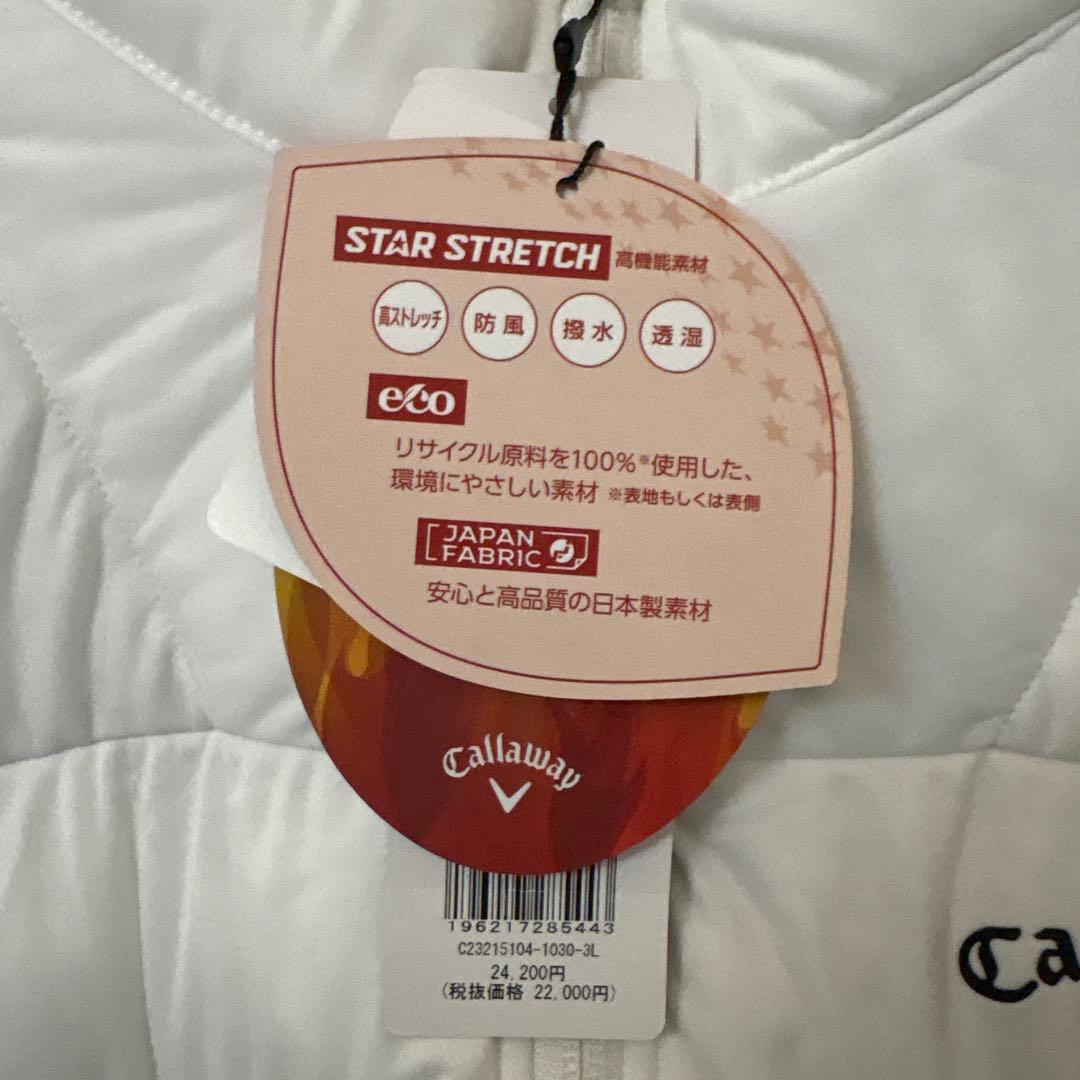 STAR STRETCH 高機能素材
高ストレッチ 防風 撥水 透湿
eco
リサイクル原料を100%※使用した、
環境にやさしい素材 ※表地もしくは表側
JAPAN
FABRIC
安心と高品質の日本製素材
Callaway
196217285443
C23215104-1030-3L
24,200円
(税抜価格 22,000円)
Ca